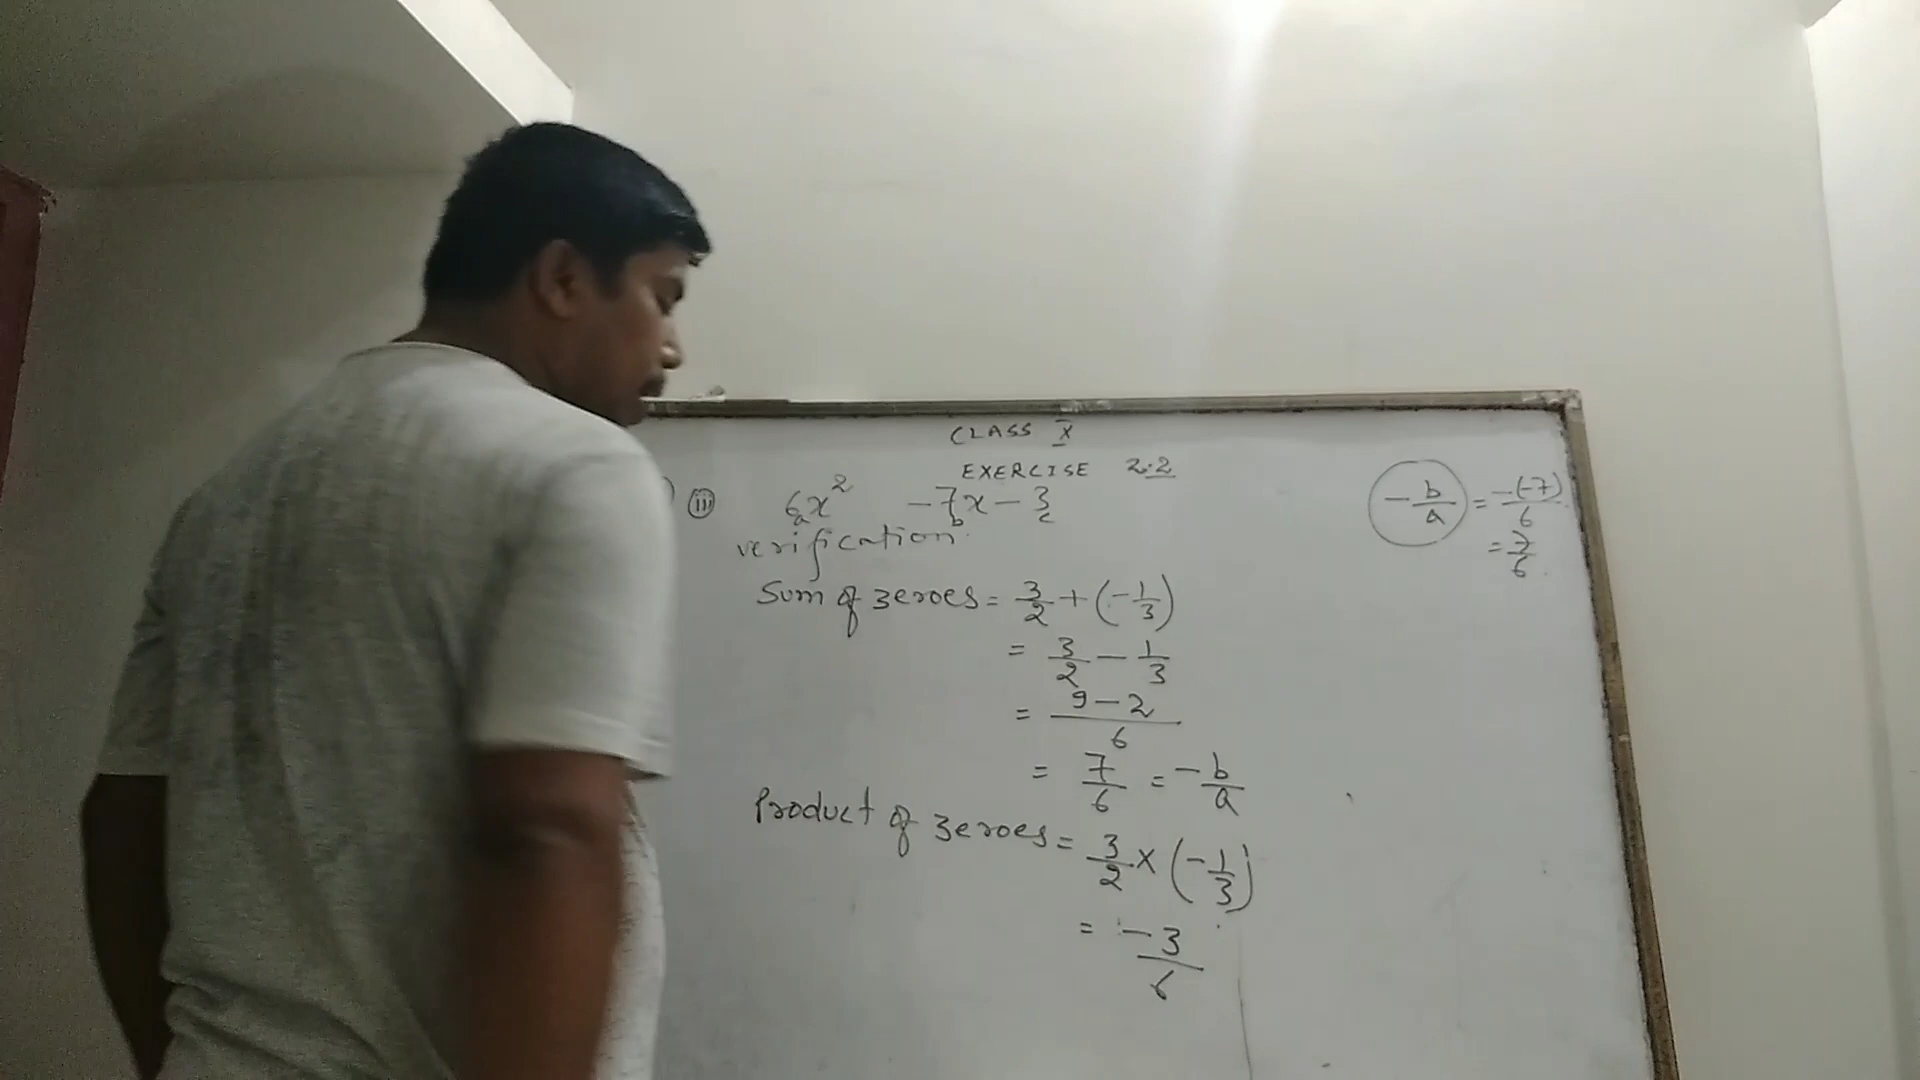 CLASS X
EXERCISE 2.2
(iii) 6x² -7x - 3
a b c
verification
Sum of zeroes = 3/2 + (-1/3)
= 3/2 - 1/3
= (9-2)/6
= 7/6 = -b/a
Product of zeroes = 3/2 × (-1/3)
= -3/6
-b/a = -(-7)/6
= 7/6